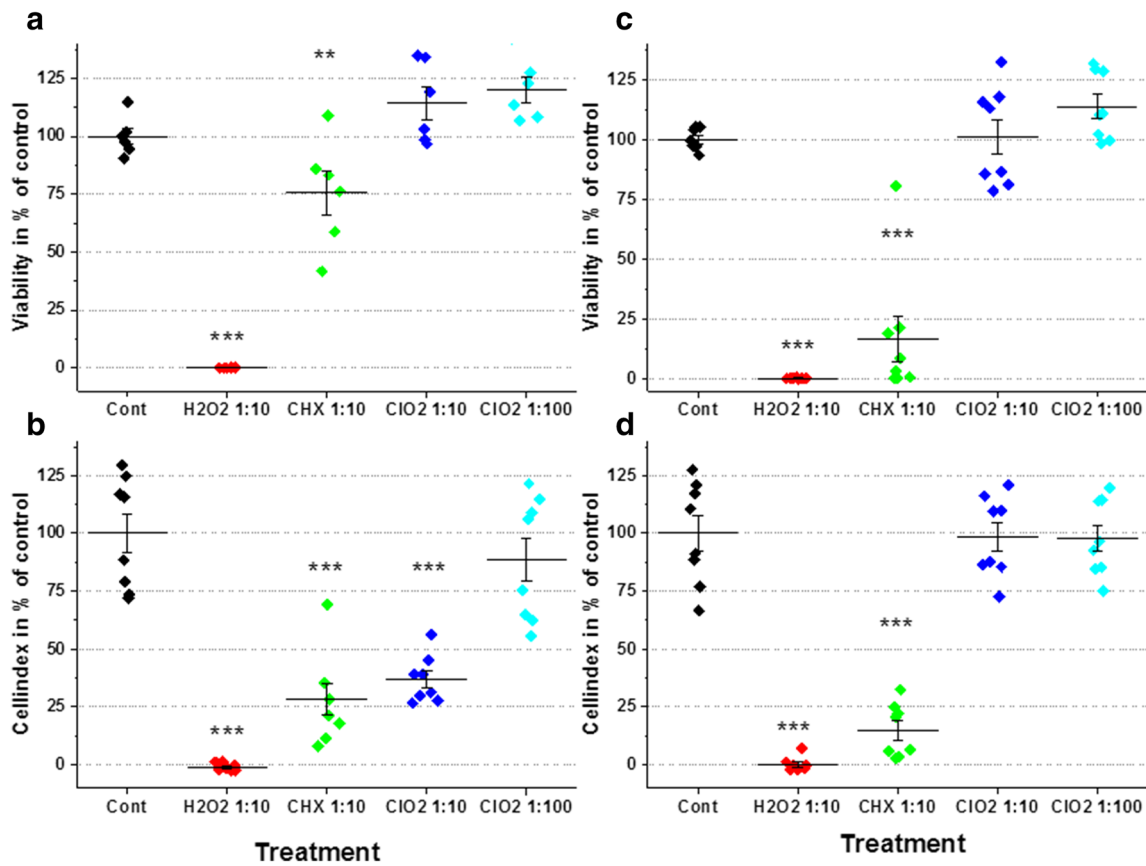 a
Viability in % of control
125
100
75
50
25
0
**
***
Cont H2O2 1:10 CHX 1:10 ClO2 1:10 ClO2 1:100
c
Viability in % of control
125
100
75
50
25
0
***
***
Cont H2O2 1:10 CHX 1:10 ClO2 1:10 ClO2 1:100
b
Cellindex in % of control
125
100
75
50
25
0
*** ***
***
Cont H2O2 1:10 CHX 1:10 ClO2 1:10 ClO2 1:100
Treatment
d
Cellindex in % of control
125
100
75
50
25
0
***
***
Cont H2O2 1:10 CHX 1:10 ClO2 1:10 ClO2 1:100
Treatment